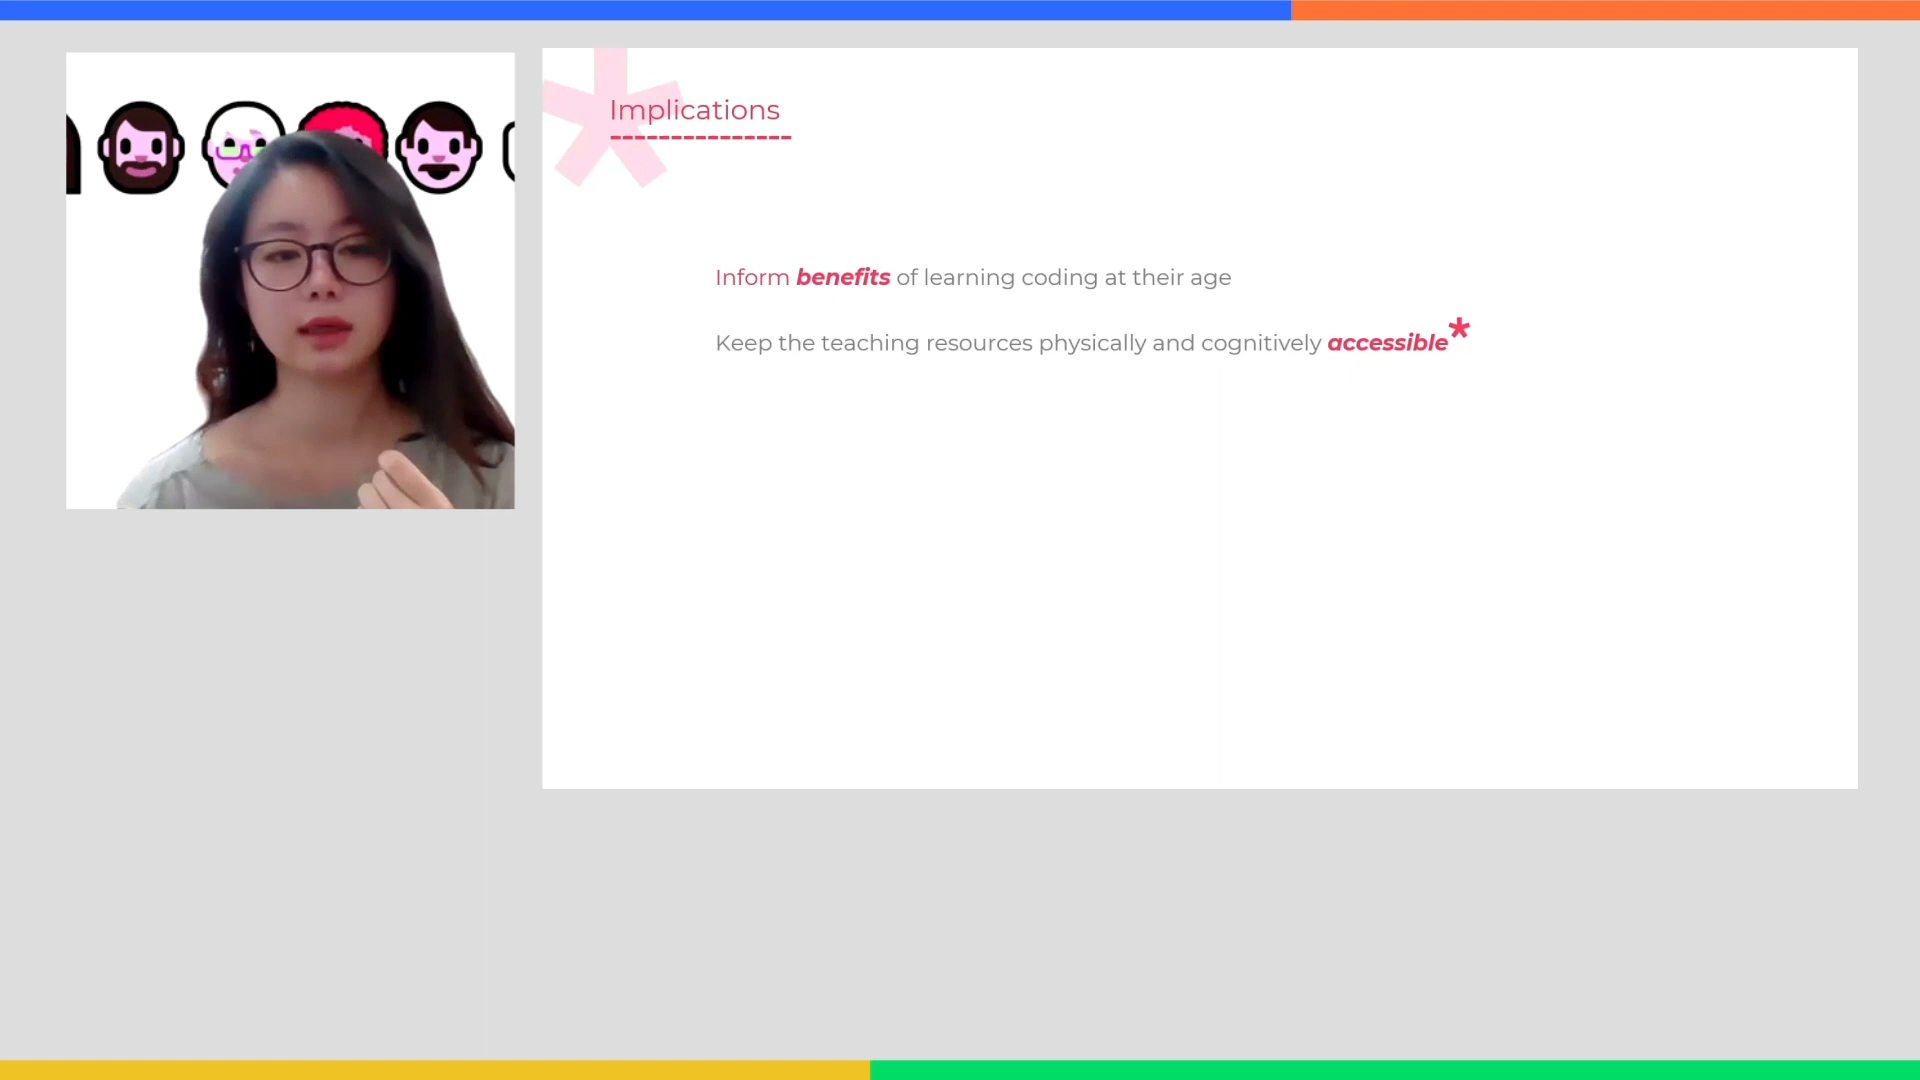 Implications
Inform benefits of learning coding at their age
Keep the teaching resources physically and cognitively accessible*